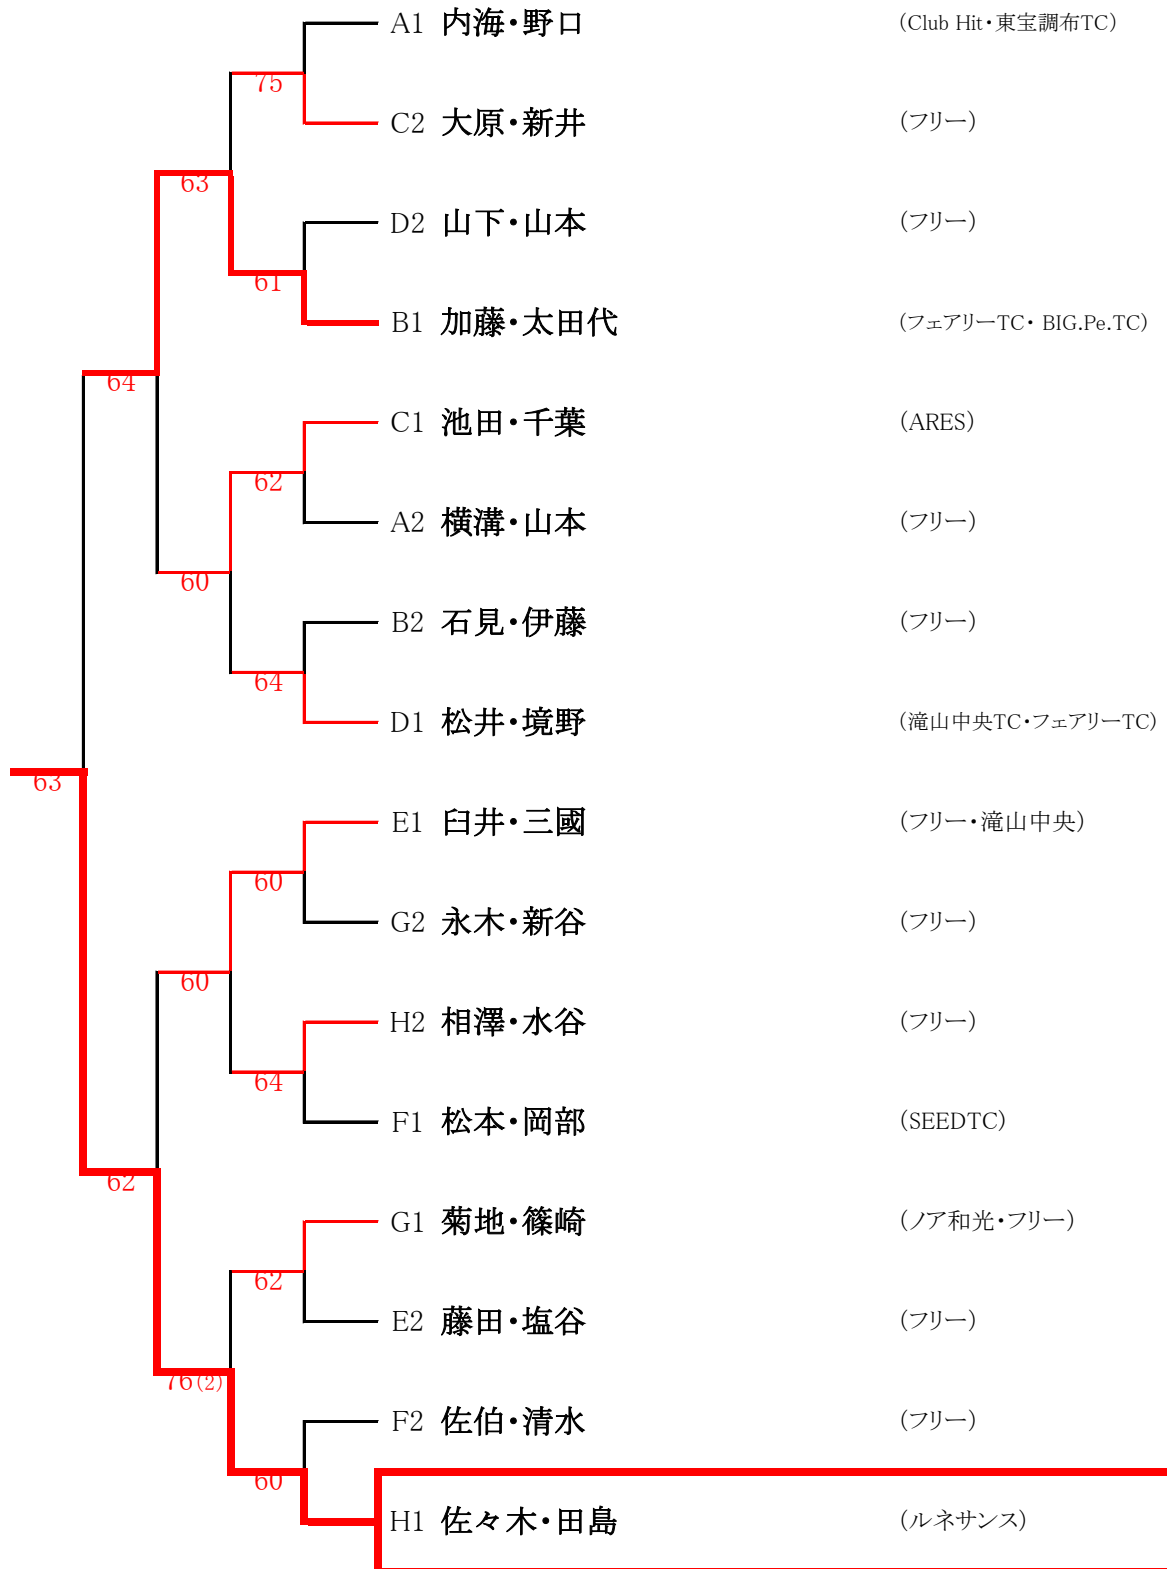 A1 内海・野口 (Club Hit・東宝調布TC)
75
C2 大原・新井 (フリー)
63
D2 山下・山本 (フリー)
61
B1 加藤・太田代 (フェアリーTC・ BIG.Pe.TC)
64
C1 池田・千葉 (ARES)
62
A2 横溝・山本 (フリー)
60
B2 石見・伊藤 (フリー)
64
D1 松井・境野 (滝山中央TC・フェアリーTC)
63
E1 臼井・三國 (フリー・滝山中央)
60
G2 永木・新谷 (フリー)
60
H2 相澤・水谷 (フリー)
64
F1 松本・岡部 (SEEDTC)
62
G1 菊地・篠崎 (ノア和光・フリー)
62
E2 藤田・塩谷 (フリー)
76(2)
F2 佐伯・清水 (フリー)
60
H1 佐々木・田島 (ルネサンス)